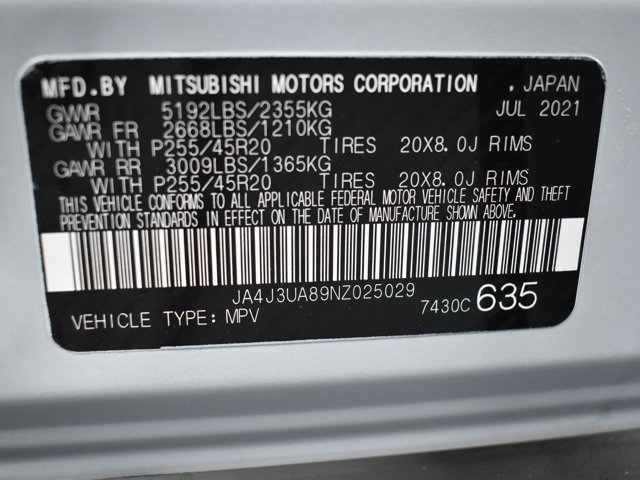 MFD.BY MITSUBISHI MOTORS CORPORATION . JAPAN
GVWR 5192LBS/2355KG JUL 2021
GAWR FR 2668LBS/1210KG
WITH P255/45R20 TIRES 20X8.0J RIMS
GAWR RR 3009LBS/1365KG
WITH P255/45R20 TIRES 20X8.0J RIMS
THIS VEHICLE CONFORMS TO ALL APPLICABLE FEDERAL MOTOR VEHICLE SAFETY AND THEFT
PREVENTION STANDARDS IN EFFECT ON THE DATE OF MANUFACTURE SHOWN ABOVE.
JA4J3UA89NZ025029
VEHICLE TYPE: MPV 7430C 635